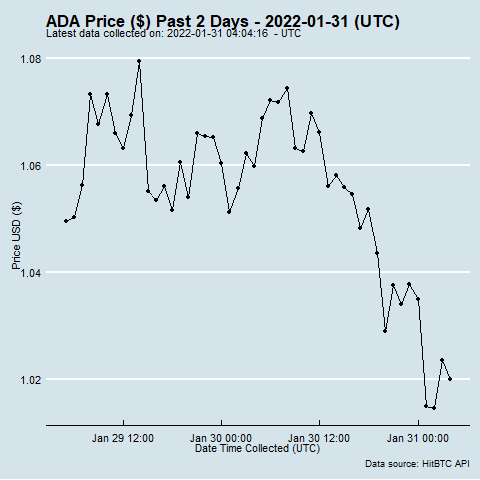 ADA Price ($) Past 2 Days - 2022-01-31 (UTC)
Latest data collected on: 2022-01-31 04:04:16 - UTC
1.08
1.06
1.04
1.02
Price USD ($)
Jan 29 12:00 Jan 30 00:00 Jan 30 12:00 Jan 31 00:00
Date Time Collected (UTC)
Data source: HitBTC API